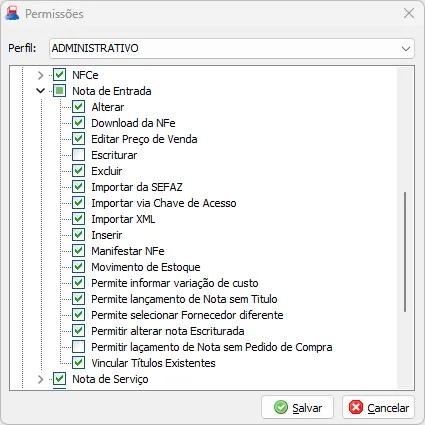 Permissões
Perfil: ADMINISTRATIVO
NFCe
Nota de Entrada
Alterar
Download da NFe
Editar Preço de Venda
Escriturar
Excluir
Importar da SEFAZ
Importar via Chave de Acesso
Importar XML
Inserir
Manifestar NFe
Movimento de Estoque
Permite informar variação de custo
Permite lançamento de Nota sem Titulo
Permite selecionar Fornecedor diferente
Permitir alterar nota Escriturada
Permitir laçamento de Nota sem Pedido de Compra
Vincular Títulos Existentes
Nota de Serviço
Salvar Cancelar